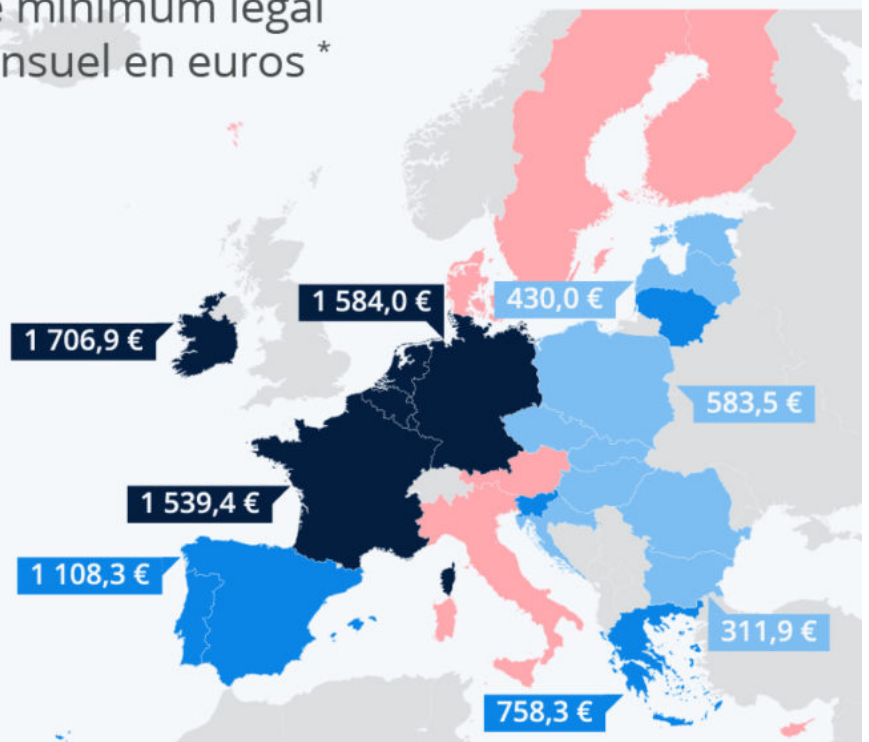 minimum legal
nsuel en euros *
1 584,0 €
430,0 €
1 706,9 €
583,5 €
1 539,4 €
1 108,3 €
311,9 €
758,3 €